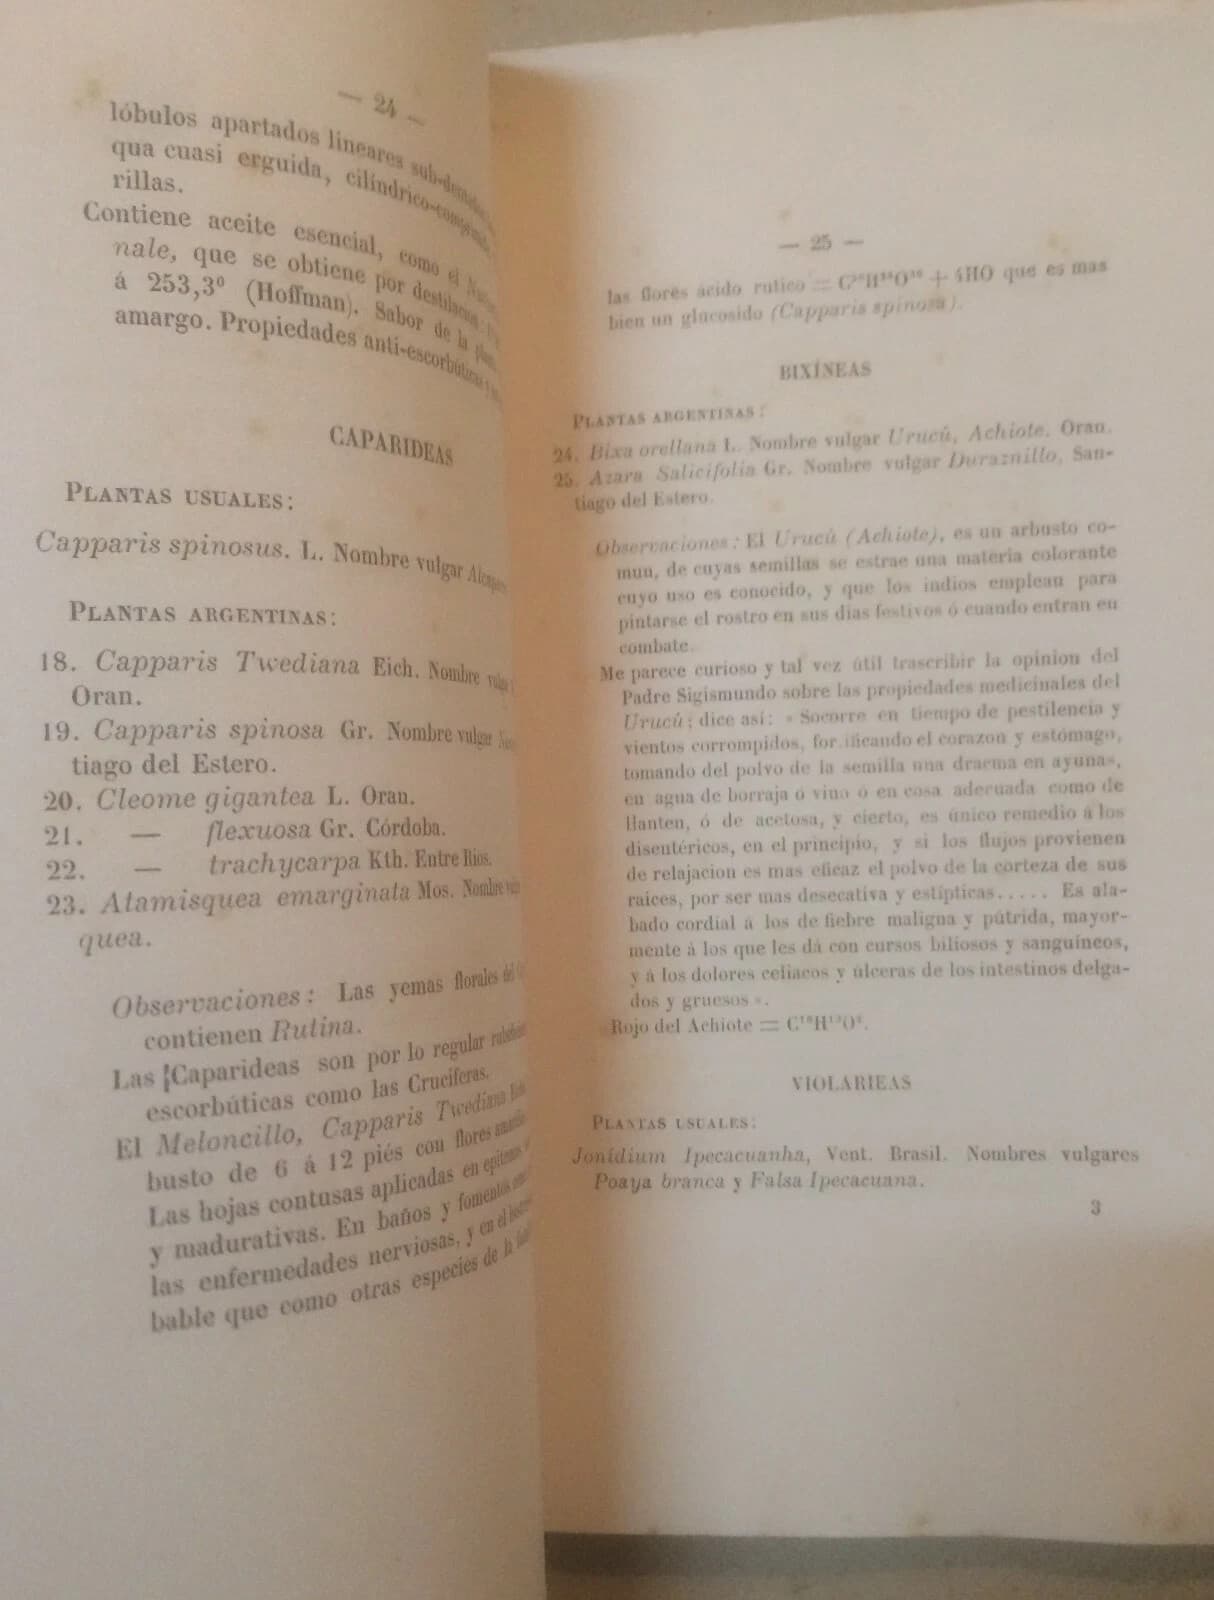 — 24 —
lóbulos apartados lineares
qua cuasi erguida, cilíndrico-comprimida
rillas.
Contiene aceite esencial, como el
nale, que se obtiene por
á 253,3º (Hoffman). Sabor de la
amargo. Propiedades anti-escorbúticas y
CAPARIDEAS
PLANTAS USUALES:
Capparis spinosus. L. Nombre vulgar
PLANTAS ARGENTINAS:
18. Capparis Twediana Eich. Nombre
Oran.
19. Capparis spinosa Gr. Nombre vulgar
tiago del Estero.
20. Cleome gigantea L. Oran.
21. — flexuosa Gr. Córdoba.
22. — trachycarpa Kth. Entre Rios.
23. Atamisquea emarginata Mos. Nombre
quea.
Observaciones: Las yemas florales del
contienen Rutina.
Las Caparideas son por lo regular
escorbúticas como las Crucíferas.
El Meloncillo, Capparis Twediana
busto de 6 á 12 piés con flores
Las hojas contusas aplicadas en
y madurativas. En baños y fomentos
las enfermedades nerviosas, y en el
bable que como otras especies de la
— 25 —
las flores ácido rutico = + 4HO que es mas
bien un glucosido (Capparis spinosa).
BIXÍNEAS
PLANTAS ARGENTINAS:
24. Bixa orellana L. Nombre vulgar Urucú, Achiote. Oran.
25. Azara Salicifolia Gr. Nombre vulgar Duraznillo, San-
tiago del Estero.
Observaciones: El Urucú (Achiote), es un arbusto co-
mun, de cuyas semillas se estrae una materia colorante
cuyo uso es conocido, y que los indios emplean para
pintarse el rostro en sus dias festivos ó cuando entran en
combate.
Me parece curioso y tal vez útil trascribir la opinion del
Padre Sigismundo sobre las propiedades medicinales del
Urucú; dice así: « Socorre en tiempo de pestilencia y
vientos corrompidos, for ificando el corazon y estómago,
tomando del polvo de la semilla una dracma en ayunas,
en agua de borraja ó vino ó en cosa adecuada como de
llanten, ó de acetosa, y cierto, es único remedio á los
disentéricos, en el principio, y si los flujos provienen
de relajacion es mas eficaz el polvo de la corteza de sus
raices, por ser mas desecativa y estípticas..... Es ala-
bado cordial á los de fiebre maligna y pútrida, mayor-
mente á los que les dá con cursos biliosos y sanguíneos,
y á los dolores celiacos y úlceras de los intestinos delga-
dos y gruesos ».
Rojo del Achiote =
VIOLARIEAS
PLANTAS USUALES:
Jonidium Ipecacuanha, Vent. Brasil. Nombres vulgares
Poaya branca y Falsa Ipecacuana.
3